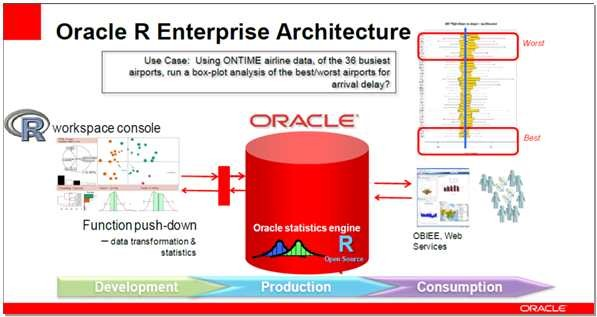 Oracle R Enterprise Architecture
Use Case: Using ONTIME airline data, of the 36 busiest
airports, run a box-plot analysis of the best/worst airports for
arrival delay?
Worst
Best
R workspace console
ORACLE
Function push-down
– data transformation &
statistics
Oracle statistics engine
R
Open Source
OBIEE, Web
Services
Development
Production
Consumption
ORACLE